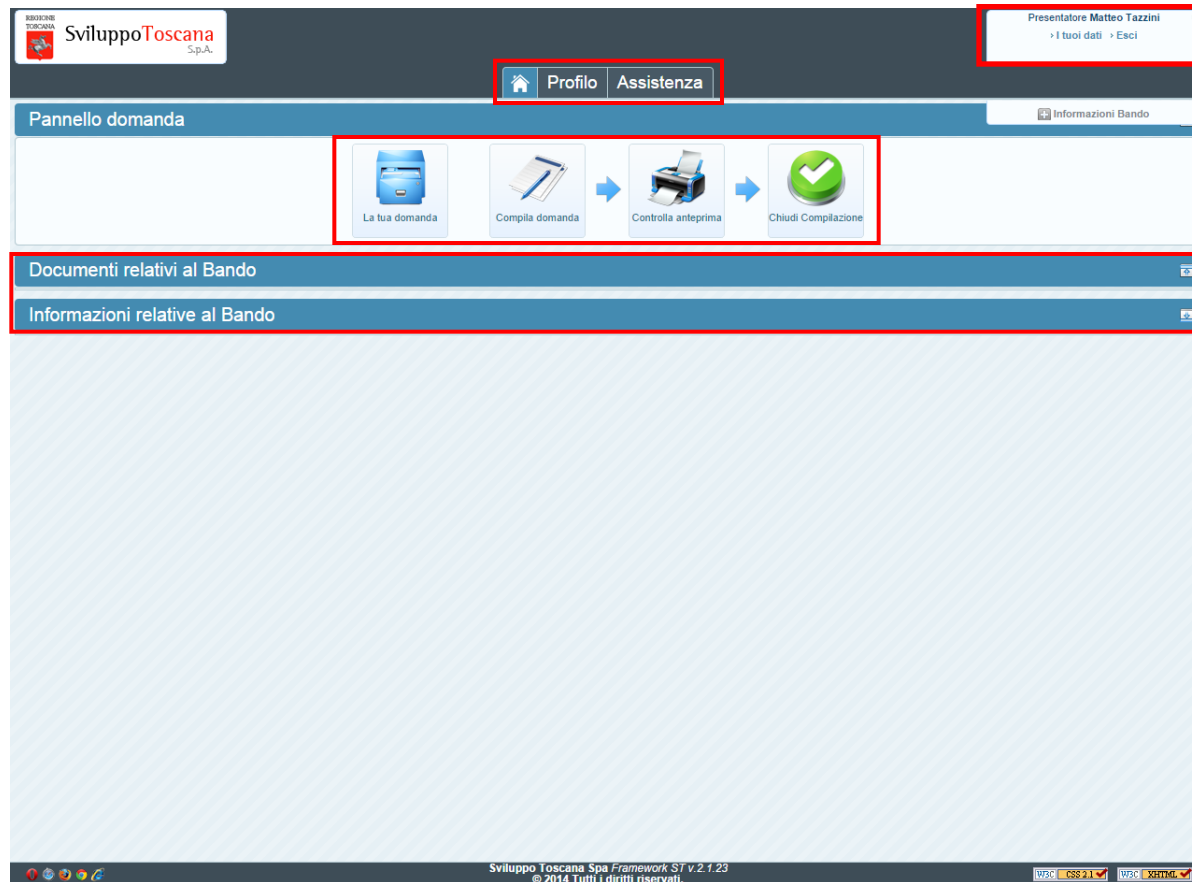 REGIONE
TOSCANA
SviluppoToscana
S.p.A.
Presentatore Matteo Tazzini
› I tuoi dati › Esci
Profilo Assistenza
Pannello domanda
Informazioni Bando
La tua domanda
Compila domanda
Controlla anteprima
Chiudi Compilazione
Documenti relativi al Bando
Informazioni relative al Bando
Sviluppo Toscana Spa Framework ST v.2.1.23
© 2014 Tutti i diritti riservati.
W3C CSS 2.1
W3C XHTML